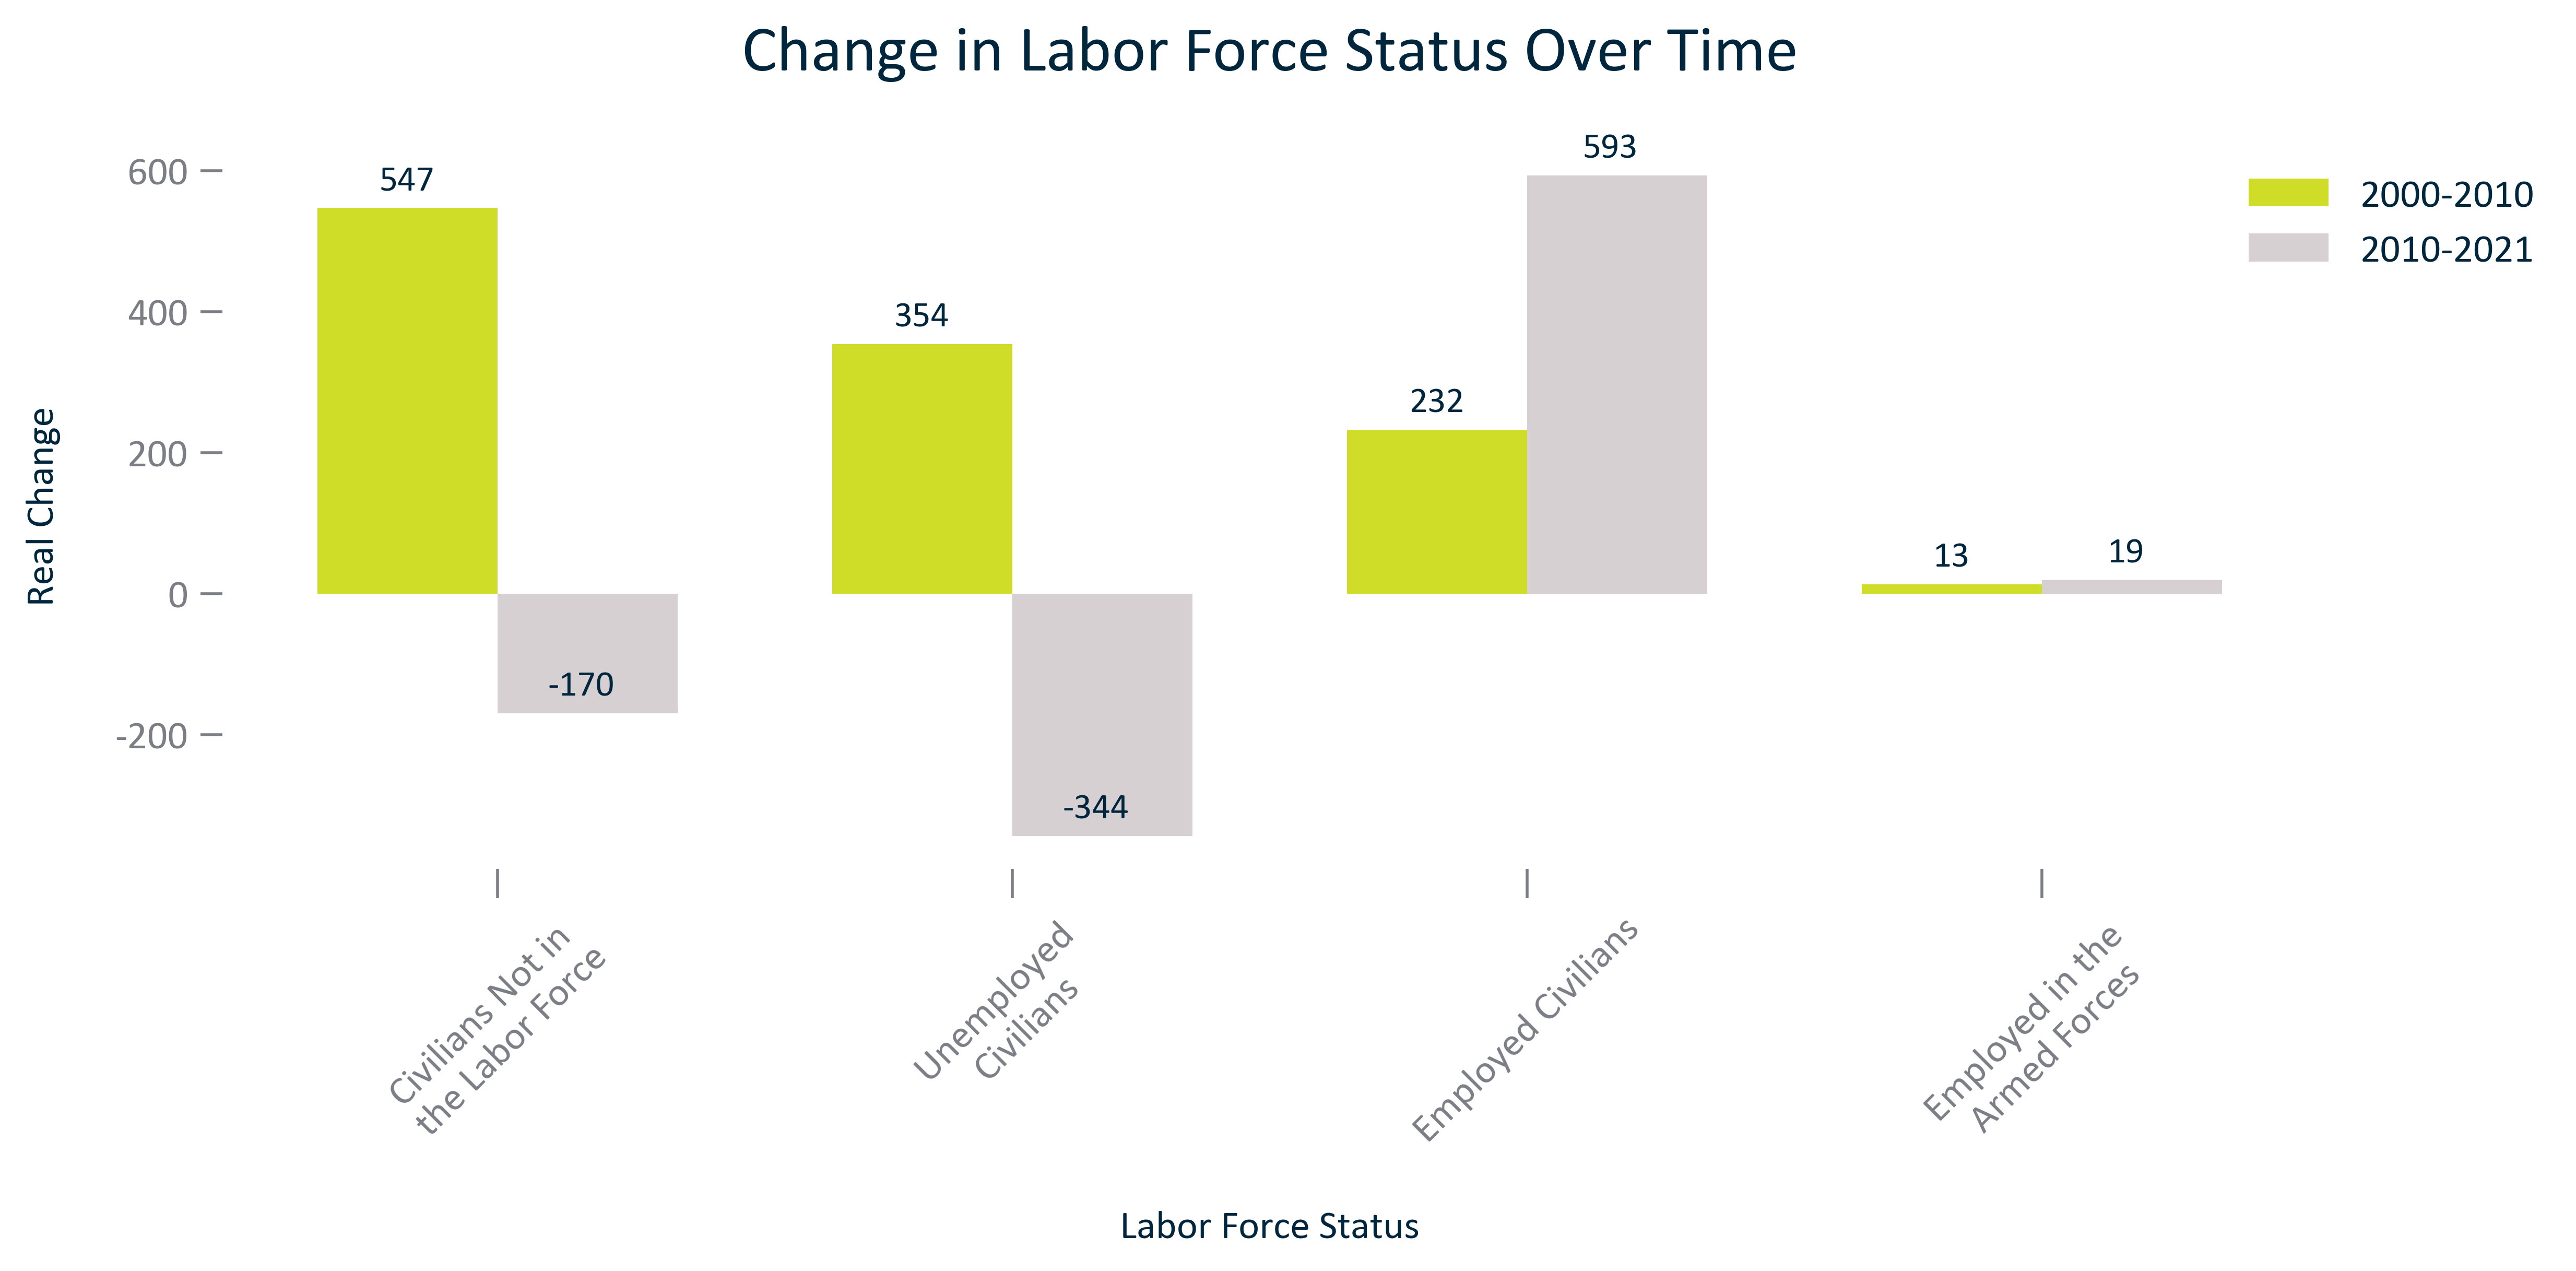 Change in Labor Force Status Over Time
Real Change
600
400
200
0
-200
547
-170
354
-344
232
593
13
19
2000-2010
2010-2021
Civilians Not in
the Labor Force
Unemployed
Civilians
Employed Civilians
Employed in the
Armed Forces
Labor Force Status